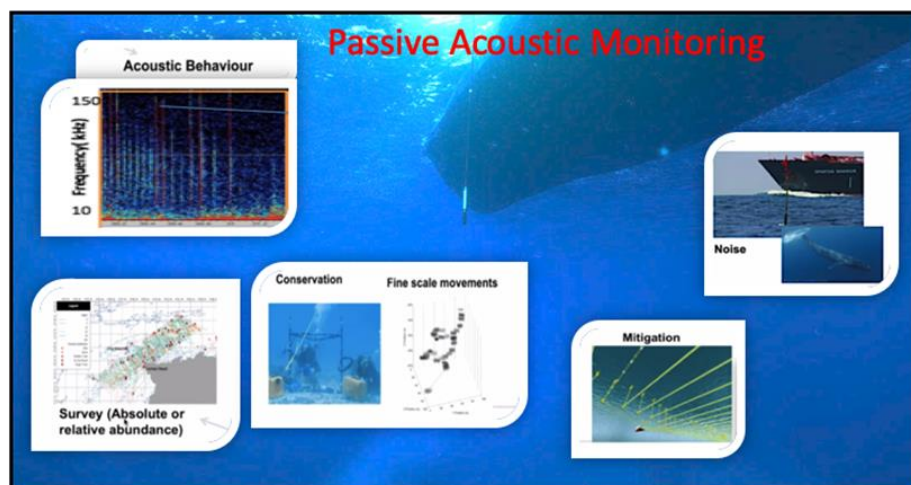 Passive Acoustic Monitoring
Acoustic Behaviour
150
Frequency( kHz)
10
Noise
Conservation
Fine scale movements
Mitigation
Survey (Absolute or
relative abundance)